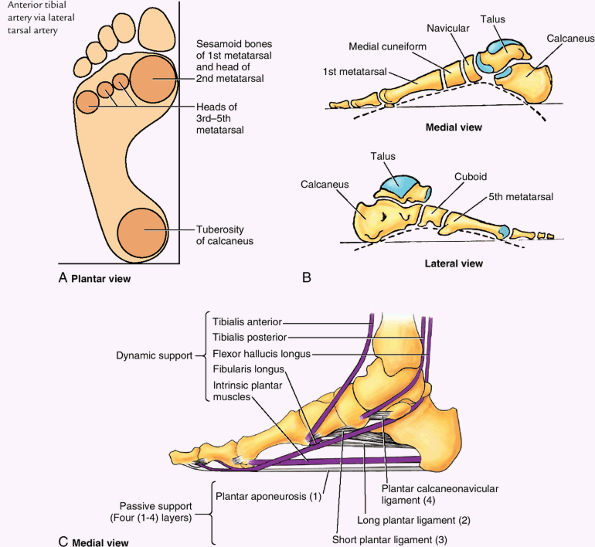 Anterior tibial
artery via lateral
tarsal artery
Sesamoid bones
of 1st metatarsal
and head of
2nd metatarsal
Heads of
3rd–5th
metatarsal
Tuberosity
of calcaneus
A Plantar view
Talus
Navicular
Calcaneus
Medial cuneiform
1st metatarsal
Medial view
Talus
Calcaneus
Cuboid
5th metatarsal
B
Lateral view
Tibialis anterior
Tibialis posterior
Dynamic support
Flexor hallucis longus
Fibularis longus
Intrinsic plantar
muscles
Passive support
(Four (1-4) layers)
Plantar aponeurosis (1)
Plantar calcaneonavicular
ligament (4)
Long plantar ligament (2)
Short plantar ligament (3)
C Medial view